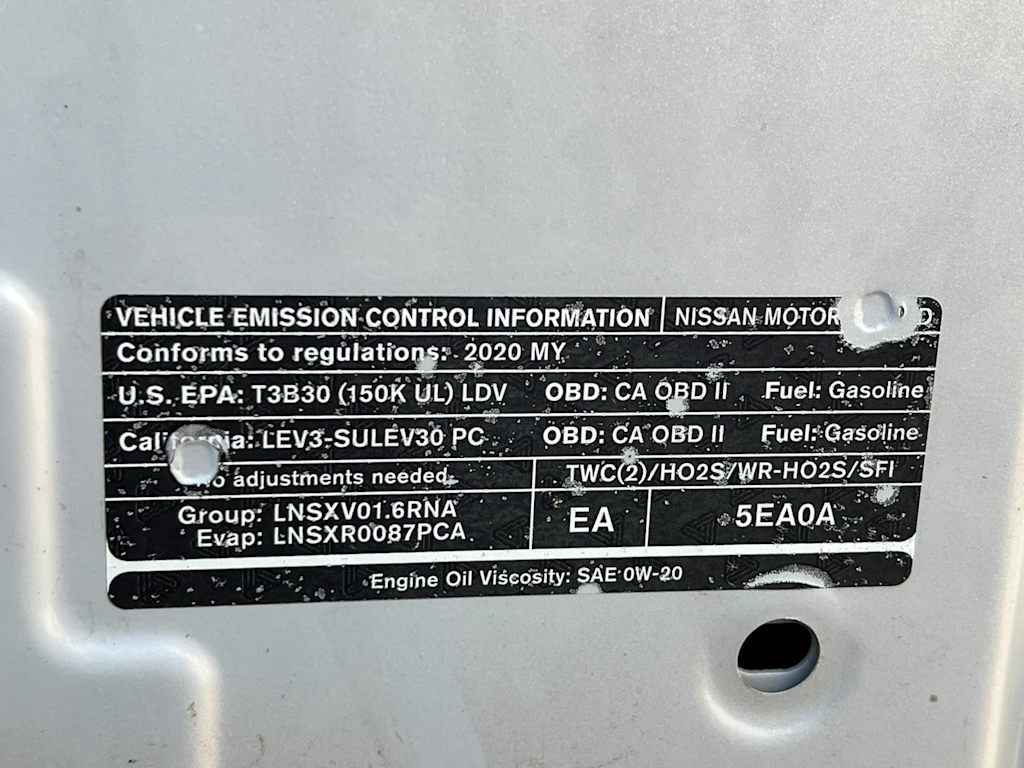 VEHICLE EMISSION CONTROL INFORMATION NISSAN MOTOR
Conforms to regulations: 2020 MY
U.S. EPA: T3B30 (150K UL) LDV OBD: CA OBD II Fuel: Gasoline
California: LEV3-SULEV30 PC OBD: CA OBD II Fuel: Gasoline
No adjustments needed. TWC(2)/HO2S/WR-HO2S/SFI
Group: LNSXV01.6RNA
Evap: LNSXR0087PCA
EA 5EA0A
Engine Oil Viscosity: SAE 0W-20